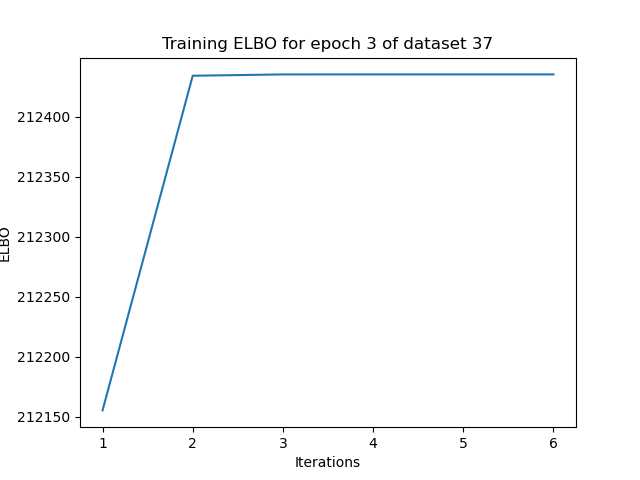 Training ELBO for epoch 3 of dataset 37
212400
212350
212300
212250
212200
212150
ELBO
1 2 3 4 5 6
Iterations